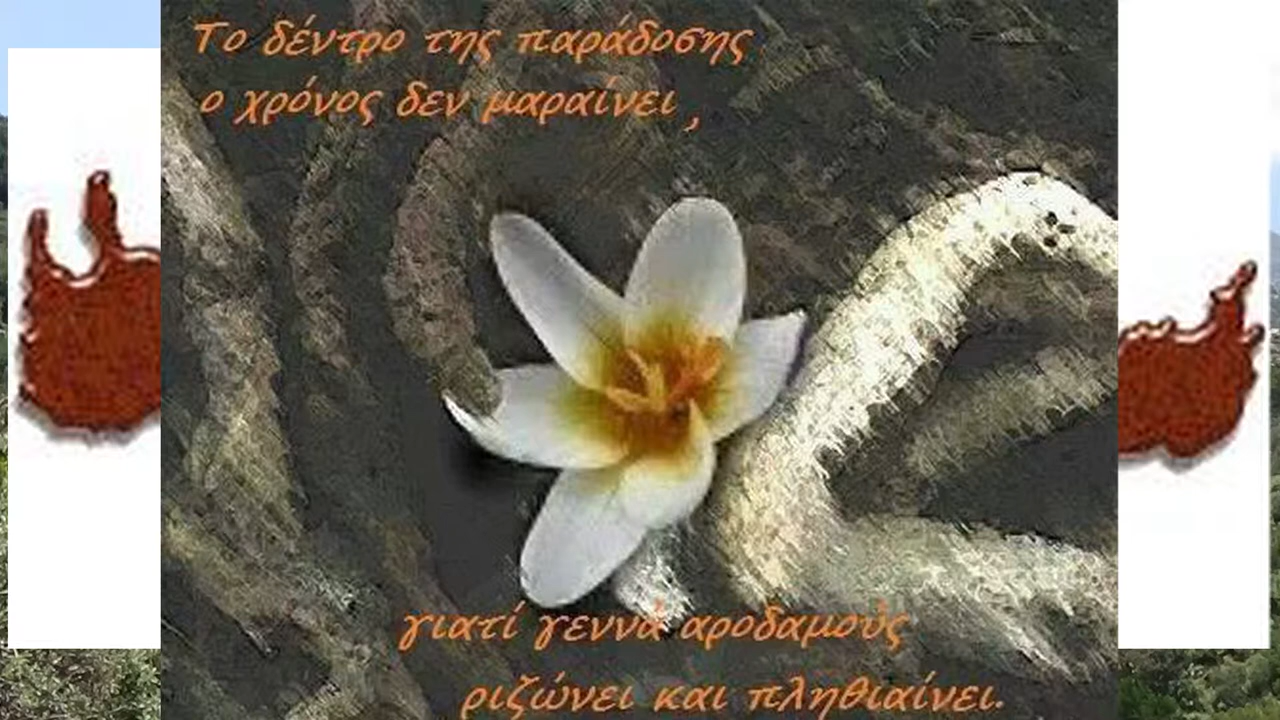 Το δέντρο της παράδοσης
ο χρόνος δεν μαραίνει ,
γιατί γεννά αροδαμούς
ριζώνει και πληθιαίνει.